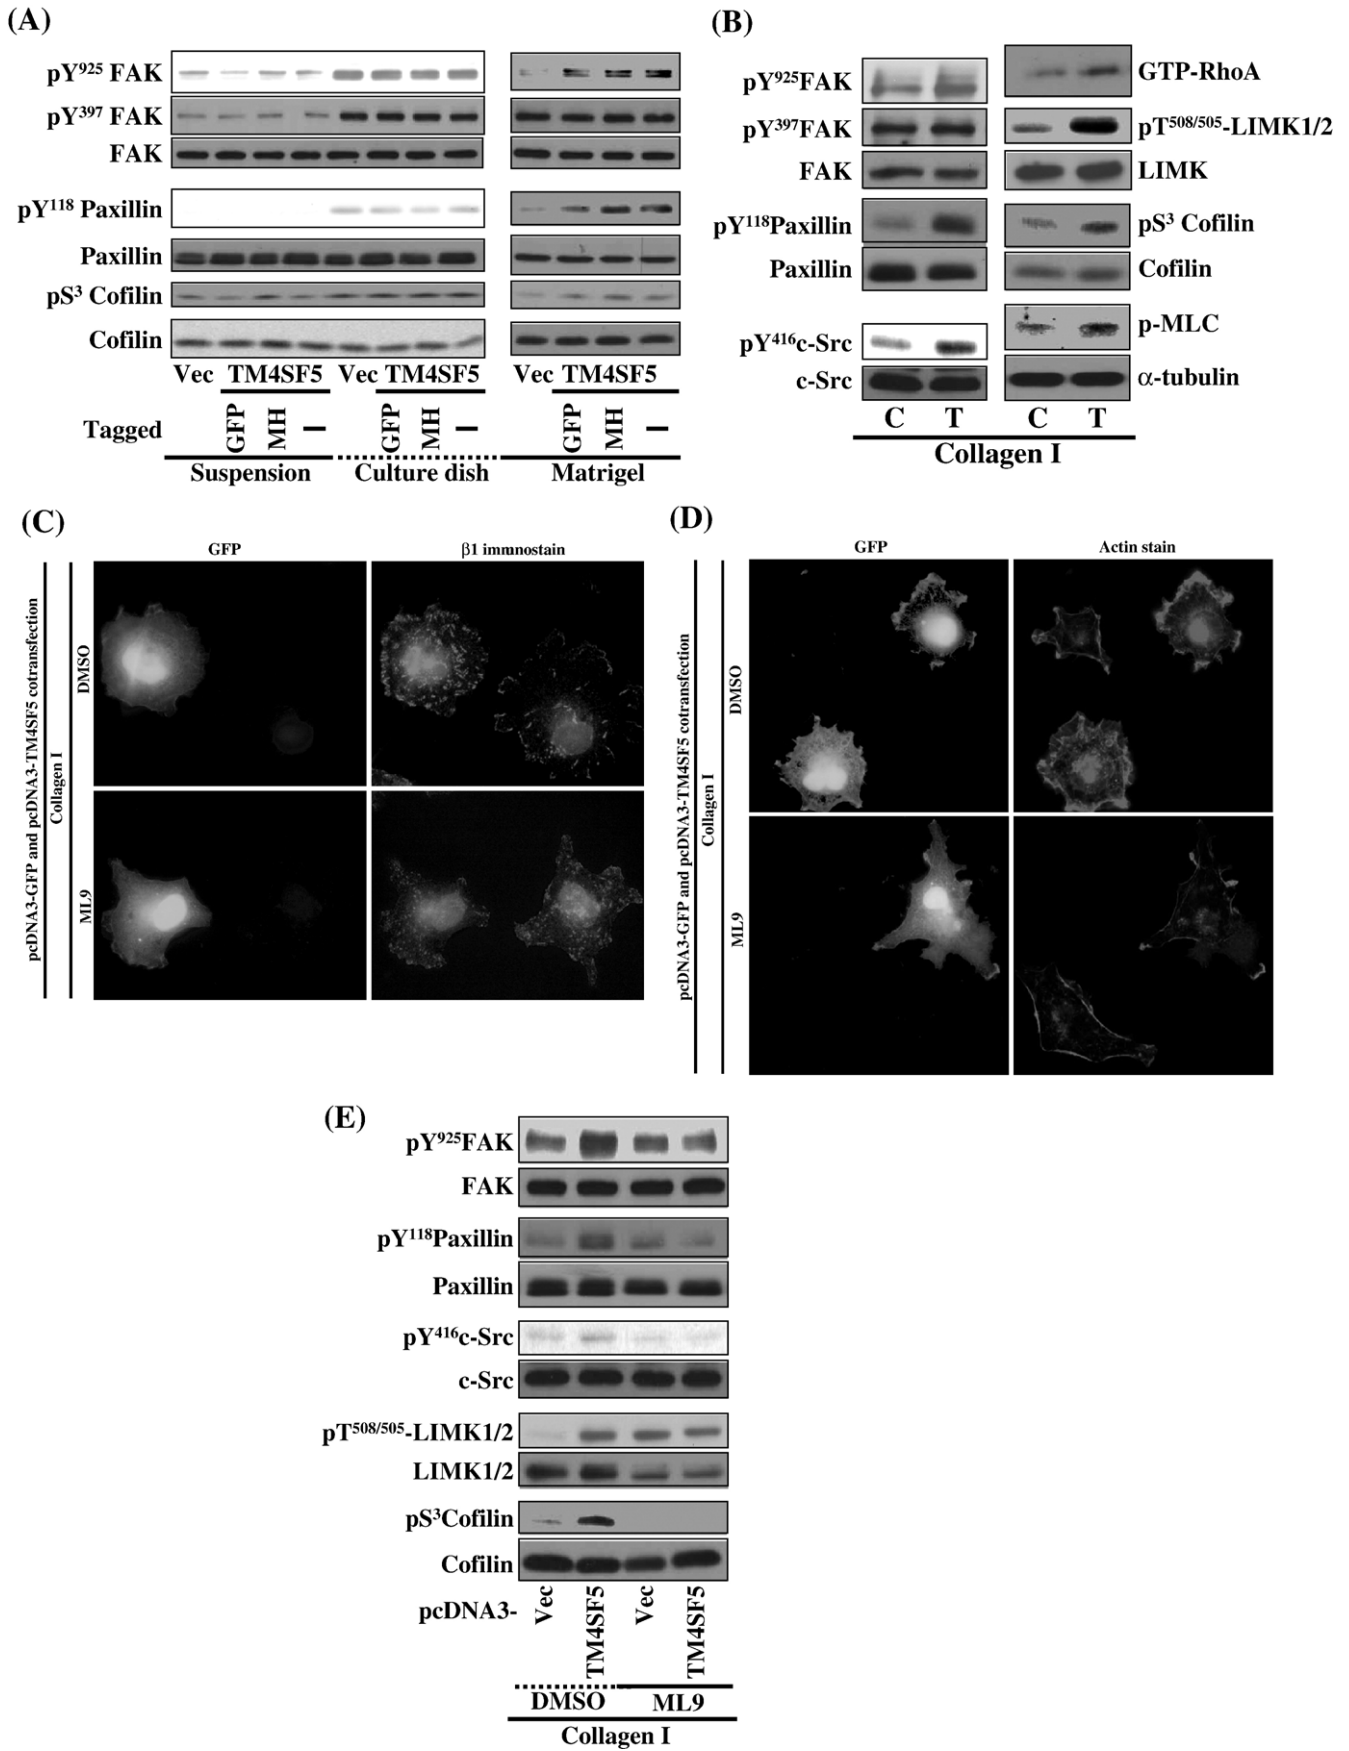 (A)
pY925 FAK
pY397 FAK
FAK
pY118 Paxillin
Paxillin
pS3 Cofilin
Cofilin
Vec TM4SF5 Vec TM4SF5 Vec TM4SF5
Tagged GFP MH – GFP MH – GFP MH –
Suspension Culture dish Matrigel
(B)
pY925FAK
pY397FAK
FAK
pY118Paxillin
Paxillin
pY416c-Src
c-Src
GTP-RhoA
pT508/505-LIMK1/2
LIMK
pS3 Cofilin
Cofilin
p-MLC
α-tubulin
C T C T
Collagen I
(C)
GFP β1 immunostain
pcDNA3-GFP and pcDNA3-TM4SF5 cotransfection
Collagen I
DMSO
ML9
(D)
GFP Actin stain
pcDNA3-GFP and pcDNA3-TM4SF5 cotransfection
Collagen I
DMSO
ML9
(E)
pY925FAK
FAK
pY118Paxillin
Paxillin
pY416c-Src
c-Src
pT508/505-LIMK1/2
LIMK1/2
pS3Cofilin
Cofilin
pcDNA3- Vec TM4SF5 Vec TM4SF5
DMSO ML9
Collagen I